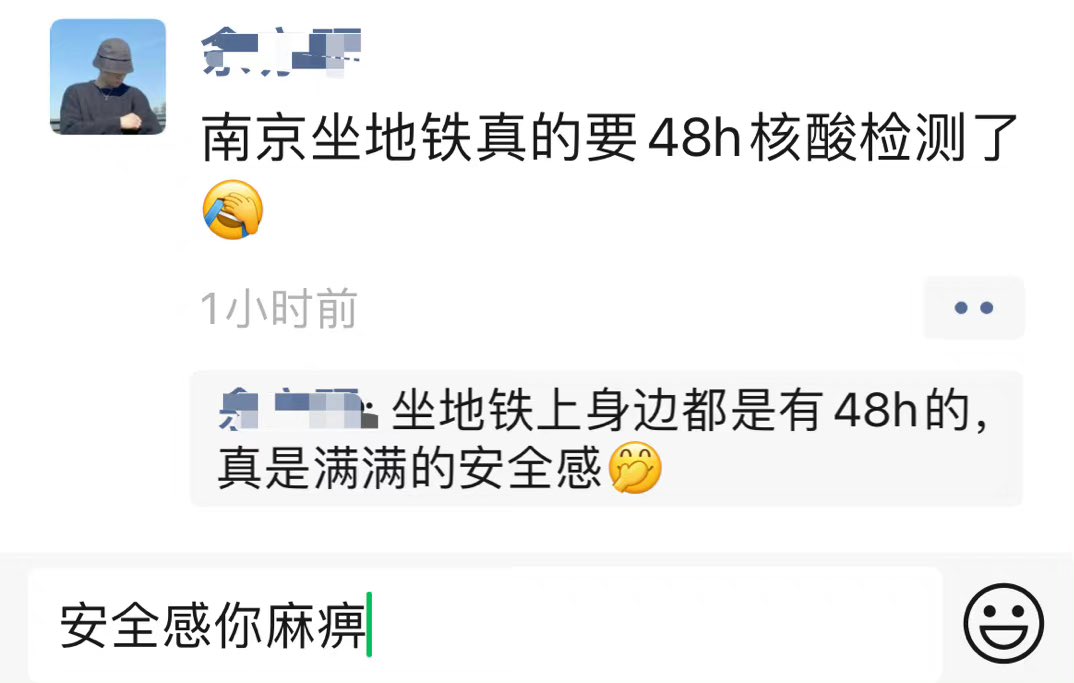 南京坐地铁真的要48h核酸检测了
🤦
1小时前
: 坐地铁上身边都是有48h的,
真是满满的安全感🤭
安全感你麻痹